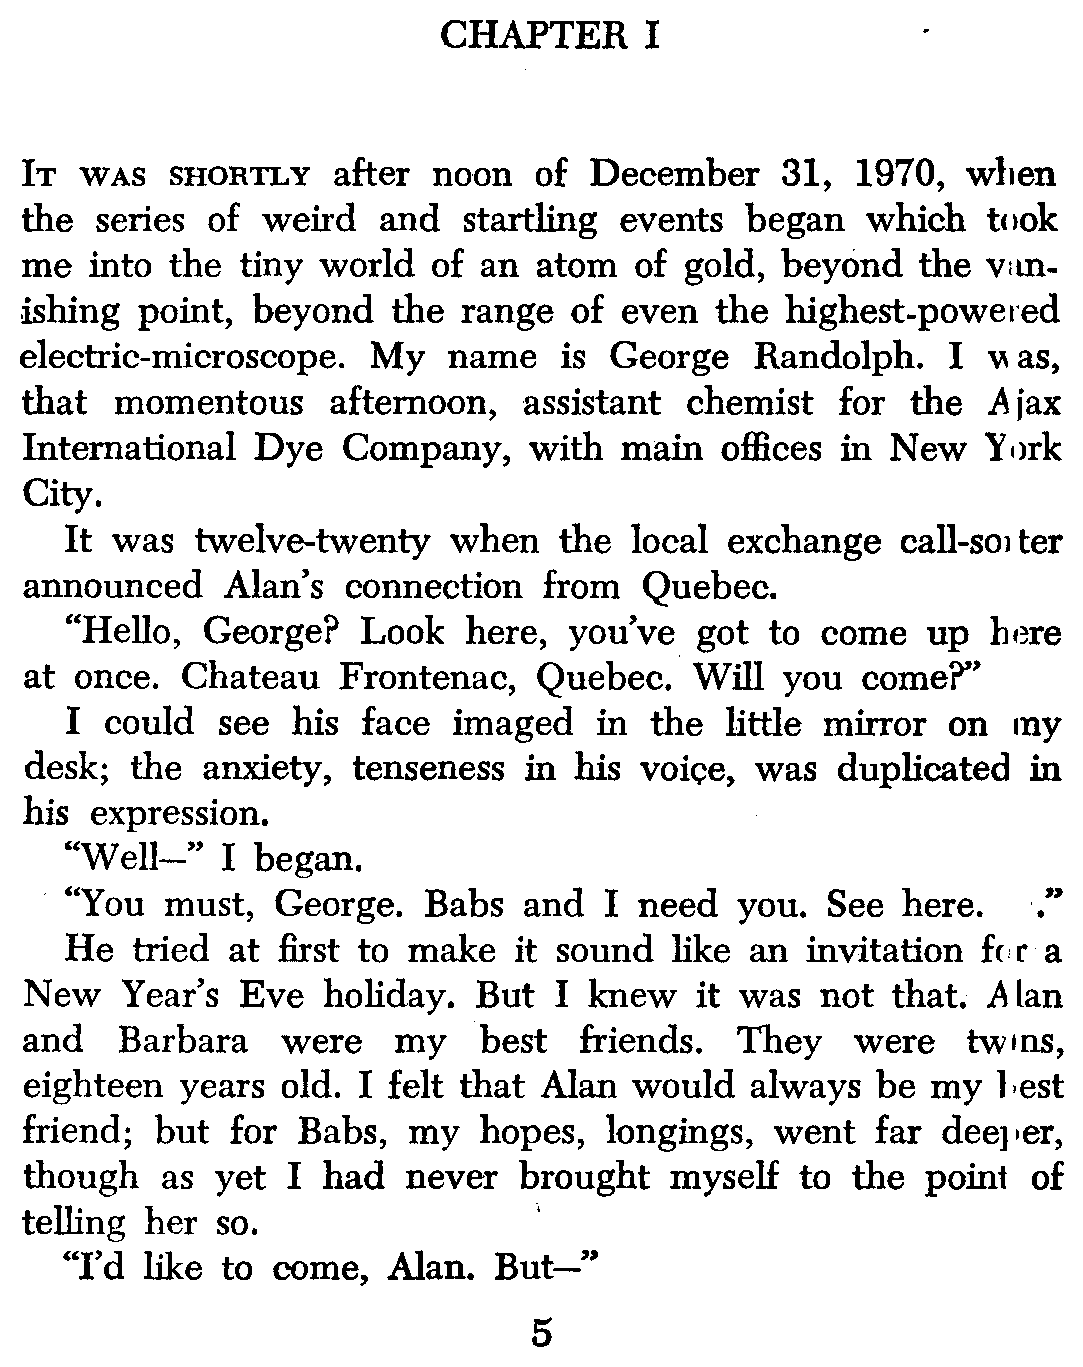 CHAPTER I
IT WAS SHORTLY after noon of December 31, 1970, when
the series of weird and startling events began which took
me into the tiny world of an atom of gold, beyond the van-
ishing point, beyond the range of even the highest-powered
electric-microscope. My name is George Randolph. I was,
that momentous afternoon, assistant chemist for the Ajax
International Dye Company, with main offices in New York
City.
It was twelve-twenty when the local exchange call-sorter
announced Alan's connection from Quebec.
“Hello, George? Look here, you've got to come up here
at once. Chateau Frontenac, Quebec. Will you come?”
I could see his face imaged in the little mirror on my
desk; the anxiety, tenseness in his voice, was duplicated in
his expression.
“Well—” I began.
“You must, George. Babs and I need you. See here. .”
He tried at first to make it sound like an invitation for a
New Year's Eve holiday. But I knew it was not that. Alan
and Barbara were my best friends. They were twins,
eighteen years old. I felt that Alan would always be my best
friend; but for Babs, my hopes, longings, went far deeper,
though as yet I had never brought myself to the point of
telling her so.
“I'd like to come, Alan. But—”
5